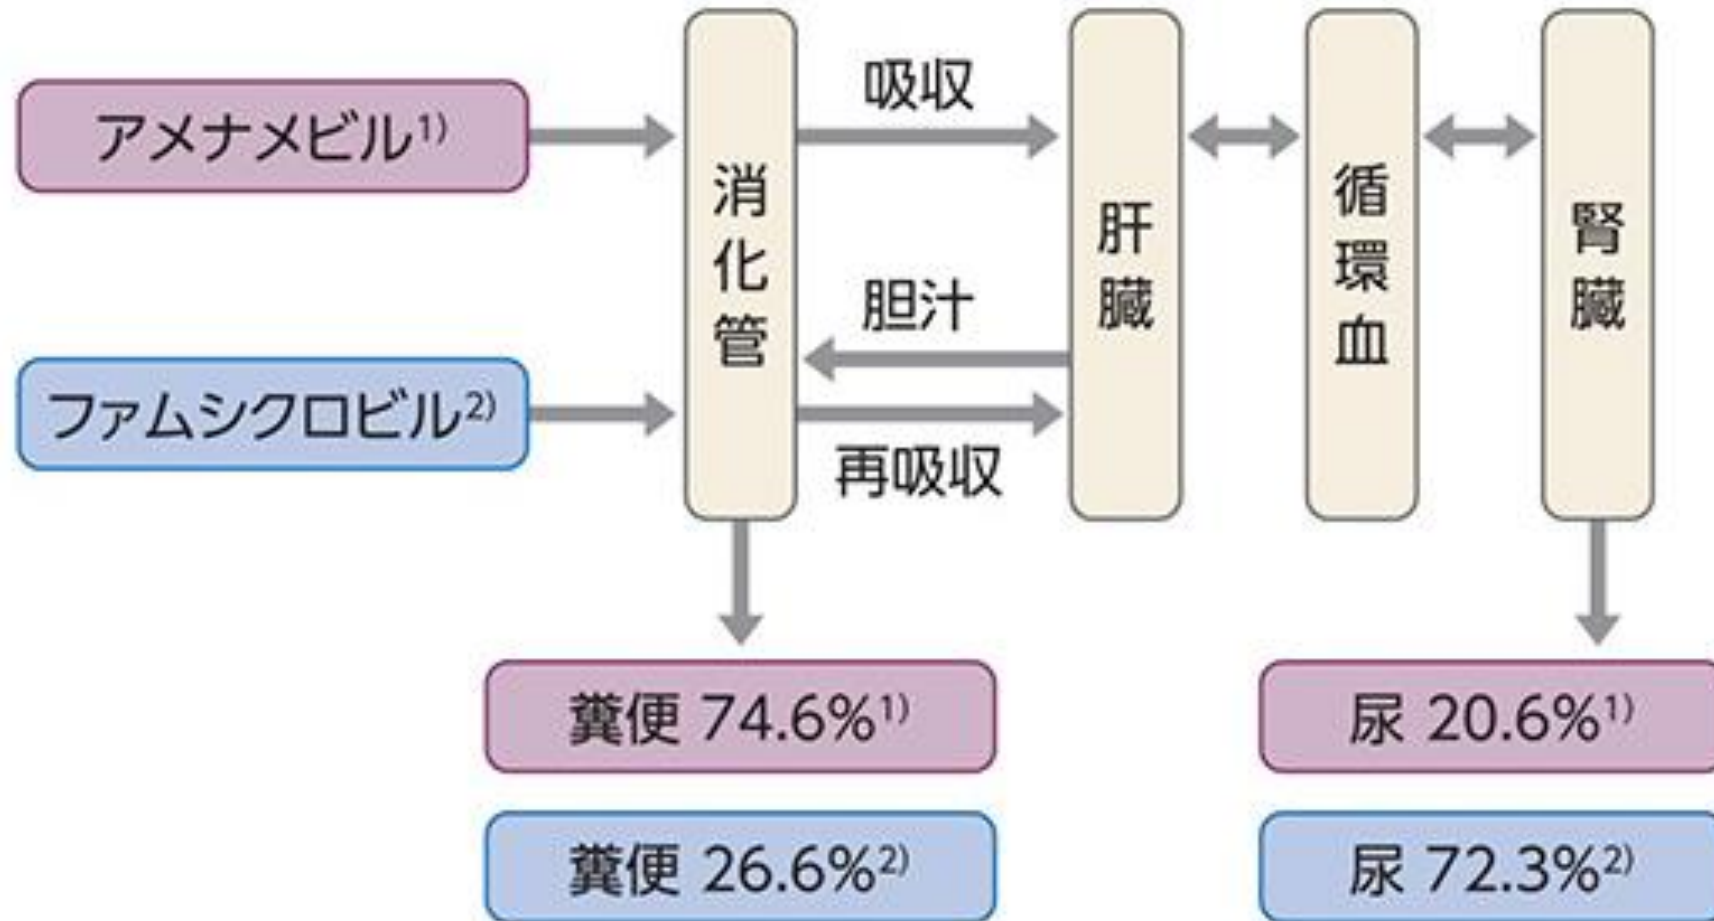 アメナメビル1)
ファムシクロビル2)
消化管
吸収
胆汁
再吸収
肝臓
循環血
腎臓
糞便 74.6%1)
尿 20.6%1)
糞便 26.6%2)
尿 72.3%2)